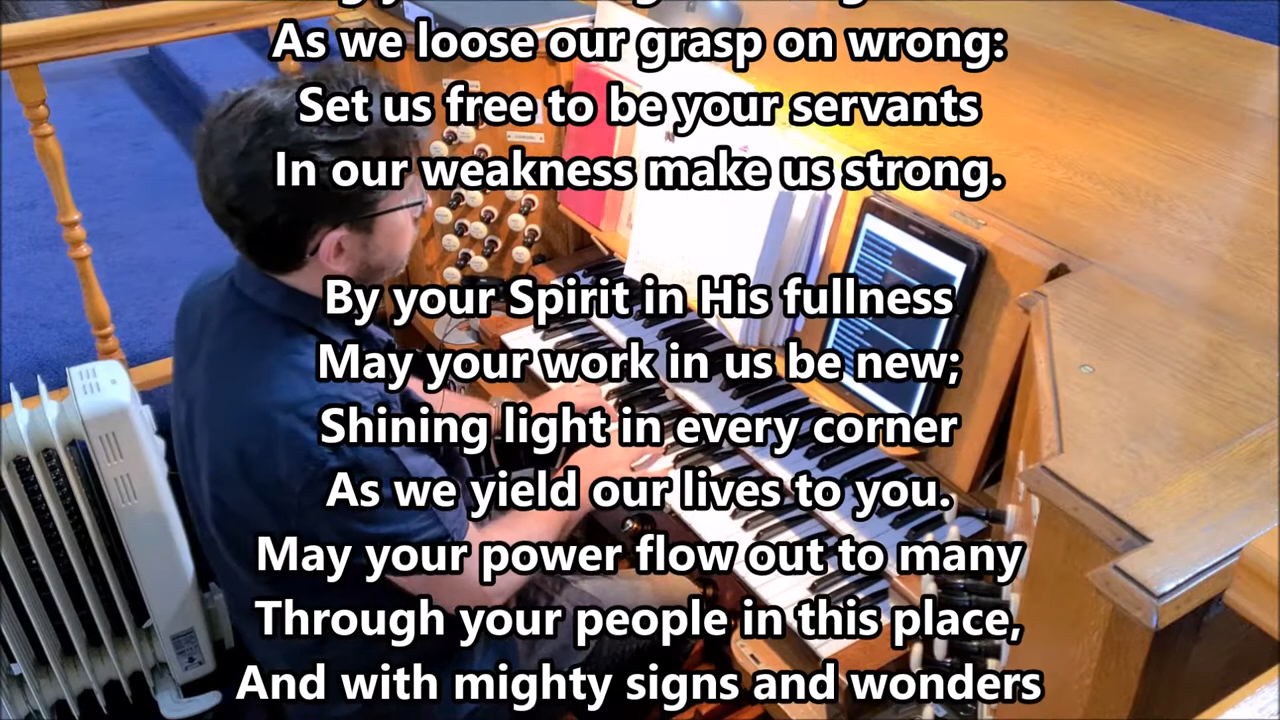 As we loose our grasp on wrong:
Set us free to be your servants
In our weakness make us strong.
By your Spirit in His fullness
May your work in us be new;
Shining light in every corner
As we yield our lives to you.
May your power flow out to many
Through your people in this place,
And with mighty signs and wonders